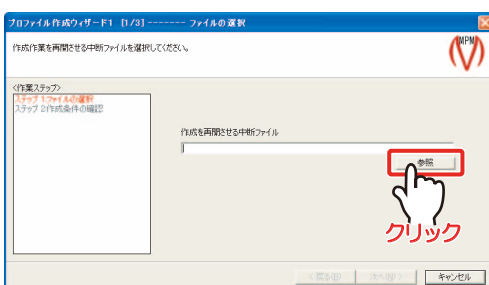 プロファイル作成ウィザード1 [1/3] ------- ファイルの選択
作成作業を再開させる中断ファイルを選択してください。
MPM
<作業ステップ>
ステップ 1:ファイルの選択
ステップ 2:作成条件の確認
作成を再開させる中断ファイル
参照
クリック
< 戻る(B)
次へ(N) >
キャンセル